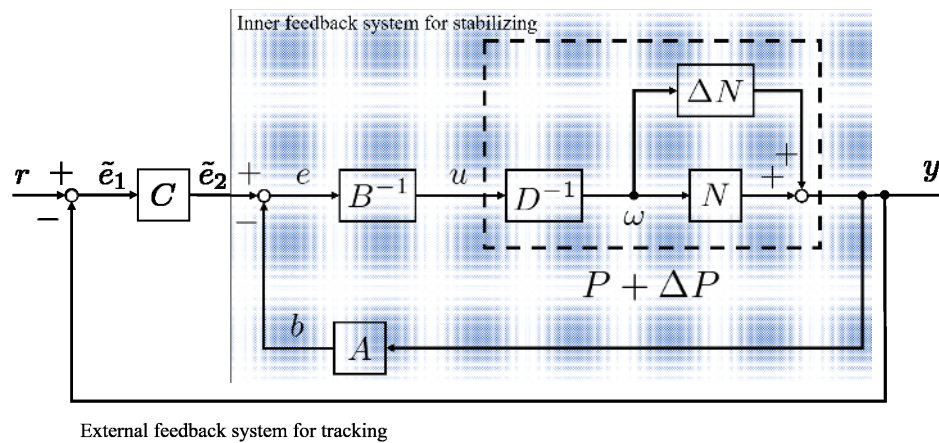 Inner feedback system for stabilizing
ΔN
r + ẽ₁ C ẽ₂ + e B⁻¹ u D⁻¹ ω N + + y
− −
P + ΔP
b A
External feedback system for tracking